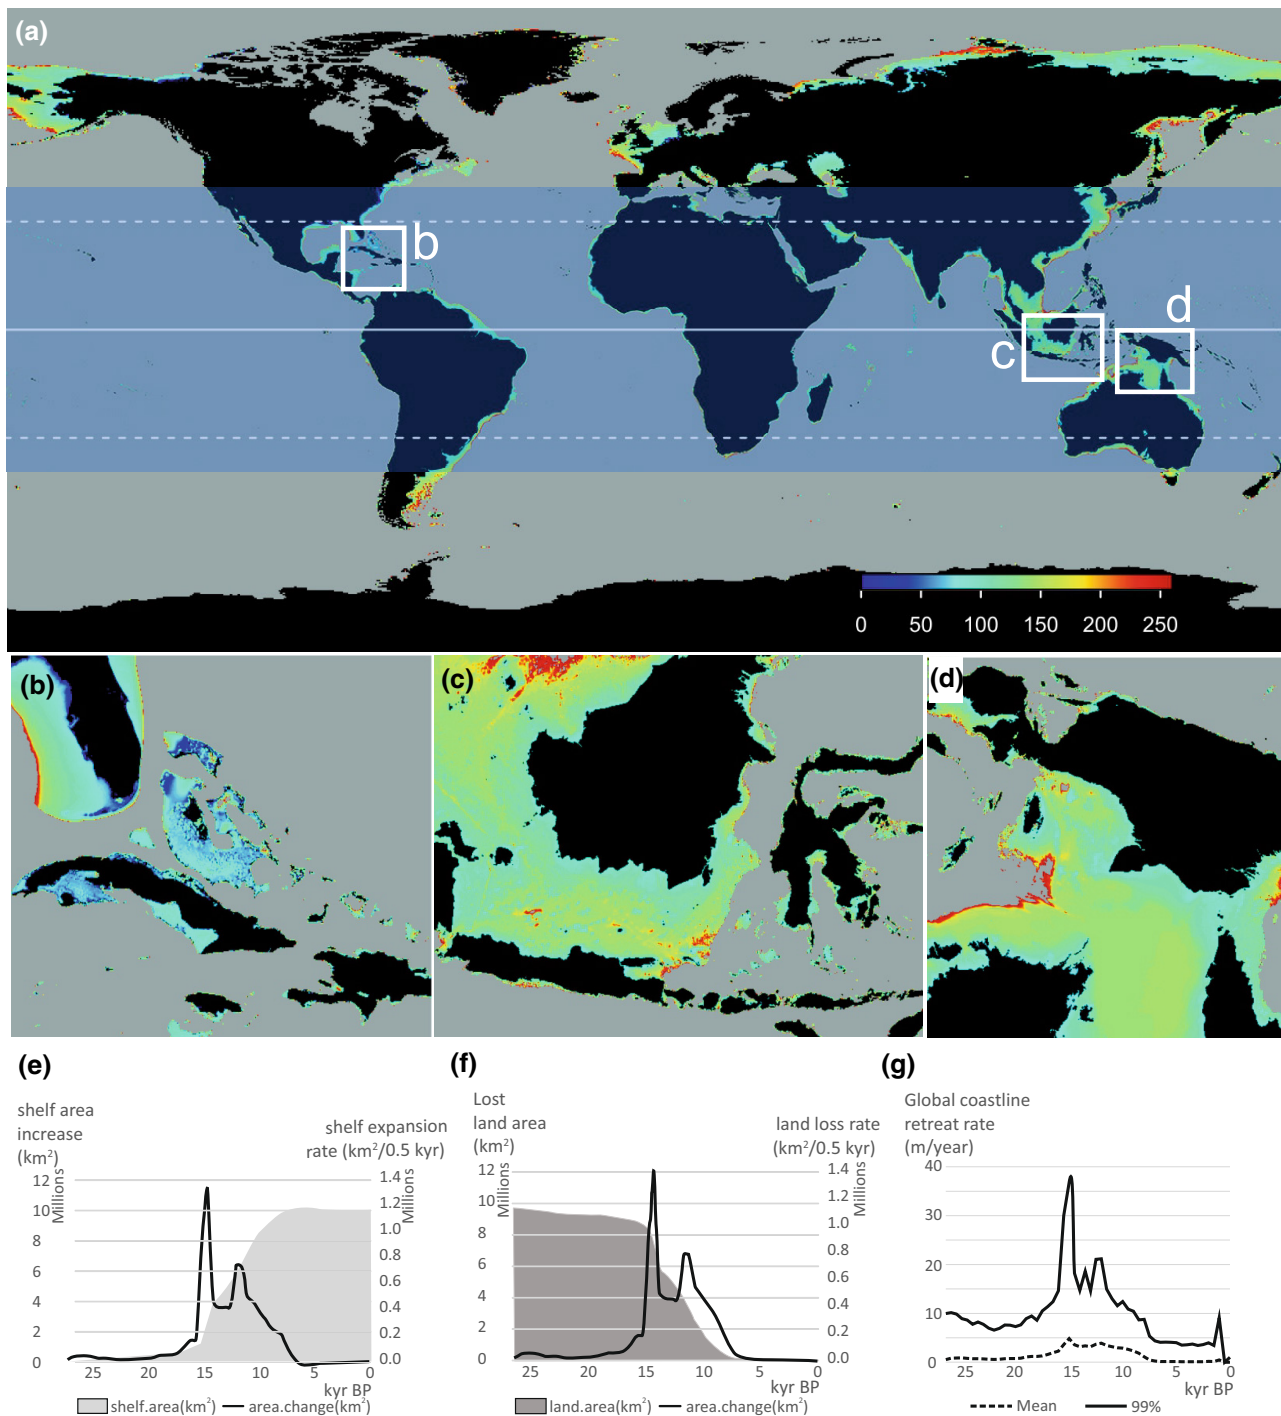 (a)
b
c
d
0 50 100 150 200 250
(b)
(c)
(d)
(e)
shelf area
increase
(km²)
shelf expansion
rate (km²/0.5 kyr)
Millions
12
10
8
6
4
2
0
Millions
1.4
1.2
1.0
0.8
0.6
0.4
0.2
0.0
25 20 15 10 5 0
kyr BP
shelf.area(km²) area.change(km²)
(f)
Lost
land area
(km²)
land loss rate
(km²/0.5 kyr)
Millions
12
10
8
6
4
2
0
Millions
1.4
1.2
1.0
0.8
0.6
0.4
0.2
0.0
25 20 15 10 5 0
kyr BP
land.area(km²) area.change(km²)
(g)
Global coastline
retreat rate
(m/year)
40
30
20
10
0
25 20 15 10 5 0
kyr BP
Mean 99%